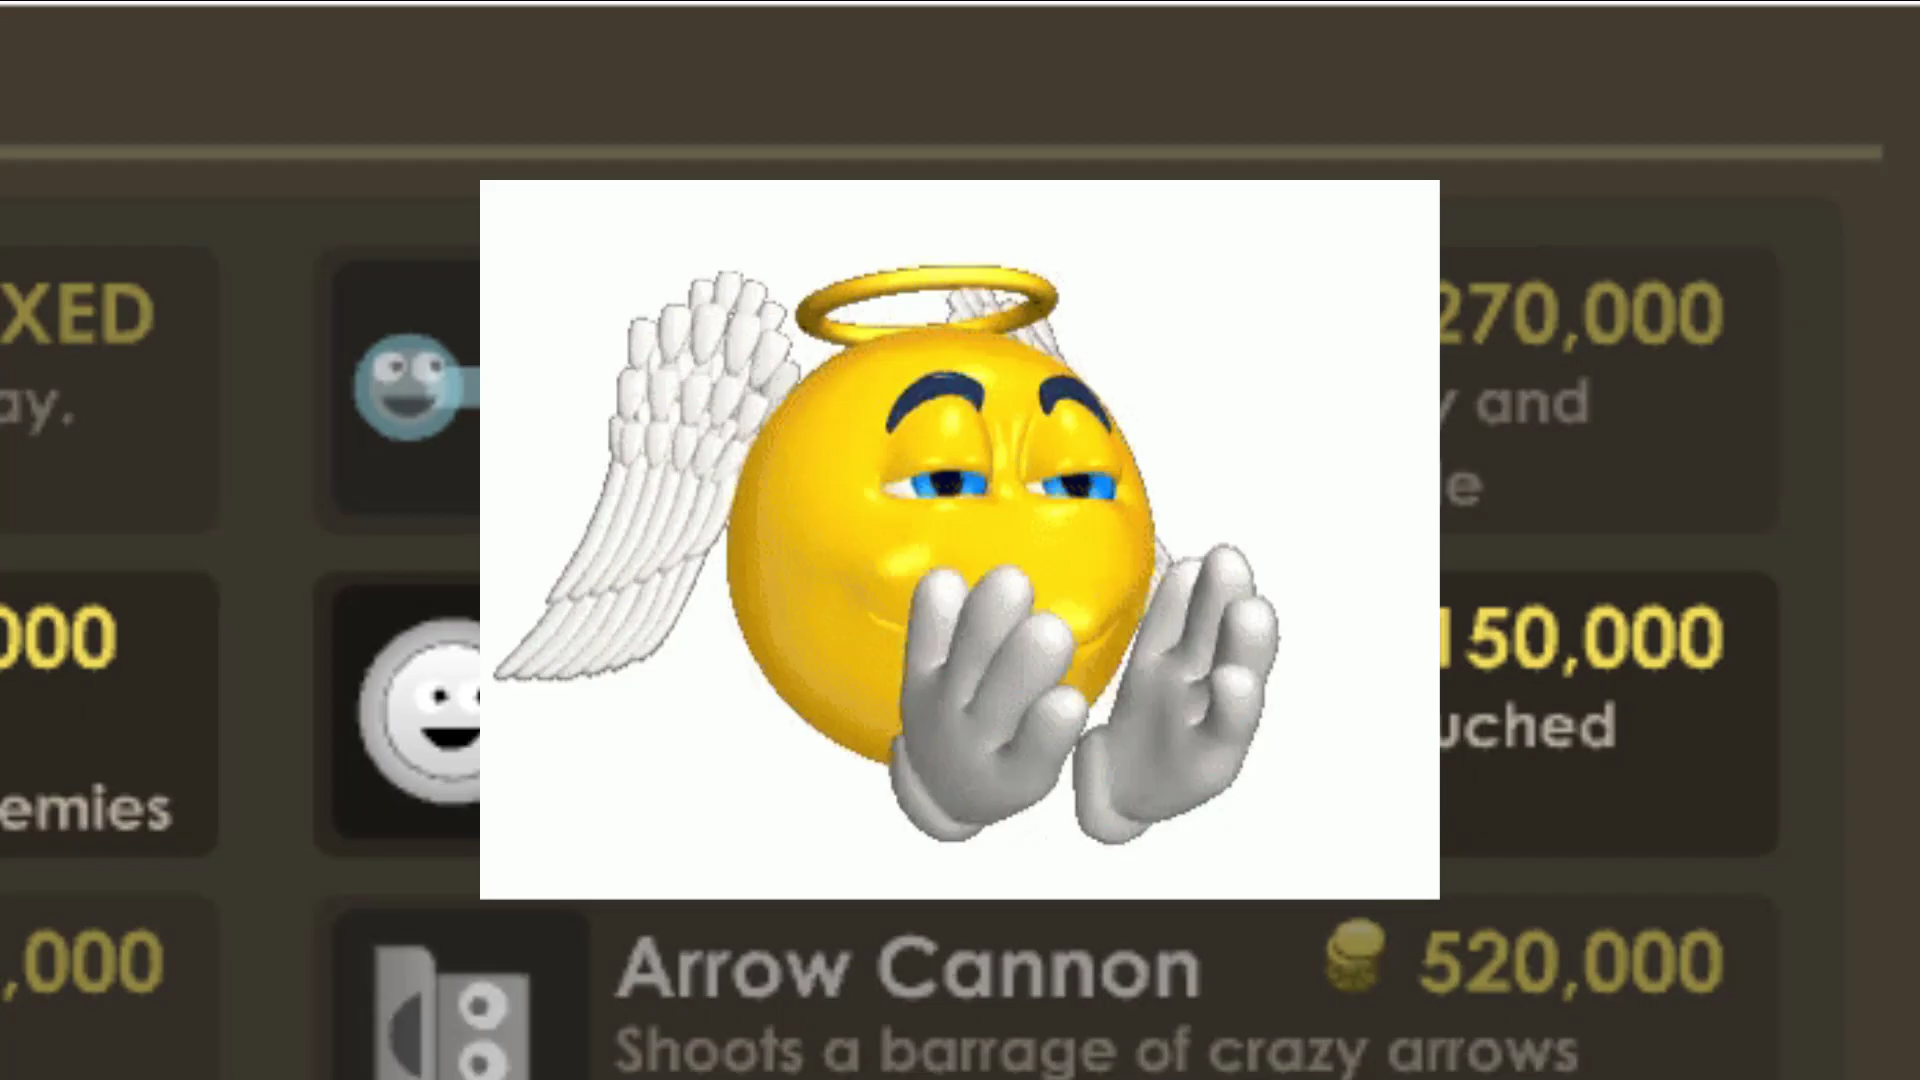 XED
270,000
ay.
y and
e
000
150,000
uched
emies
,000
Arrow Cannon
520,000
Shoots a barrage of crazy arrows